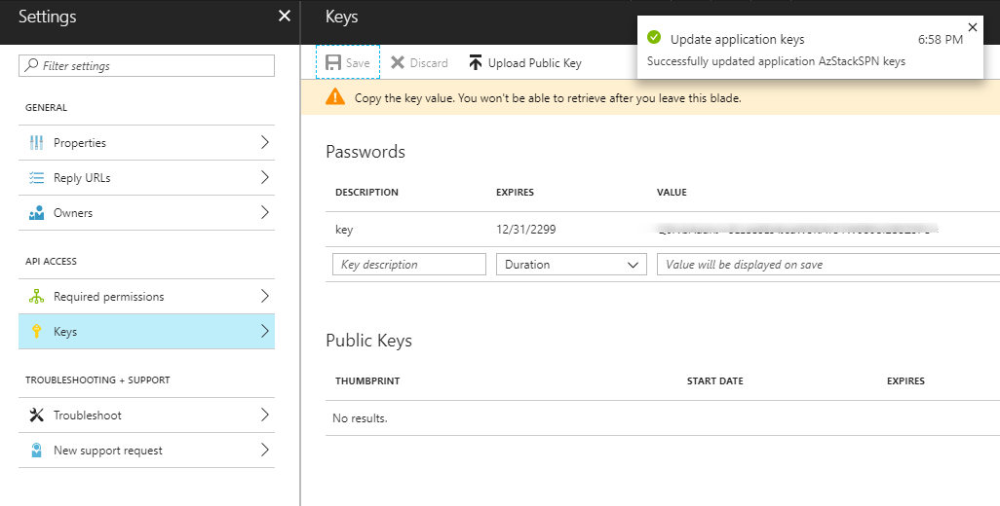 Settings
Filter settings
GENERAL
Properties
Reply URLs
Owners
API ACCESS
Required permissions
Keys
TROUBLESHOOTING + SUPPORT
Troubleshoot
New support request
Keys
Save Discard Upload Public Key
Update application keys 6:58 PM
Successfully updated application AzStackSPN keys
Copy the key value. You won't be able to retrieve after you leave this blade.
Passwords
DESCRIPTION EXPIRES VALUE
key 12/31/2299
Key description Duration Value will be displayed on save
Public Keys
THUMBPRINT START DATE EXPIRES
No results.